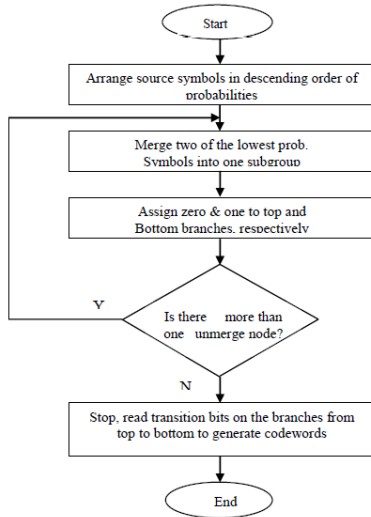 Start
Arrange source symbols in descending order of
probabilities
Merge two of the lowest prob.
Symbols into one subgroup
Assign zero & one to top and
Bottom branches, respectively
Is there more than
one unmerge node?
Y
N
Stop, read transition bits on the branches from
top to bottom to generate codewords
End